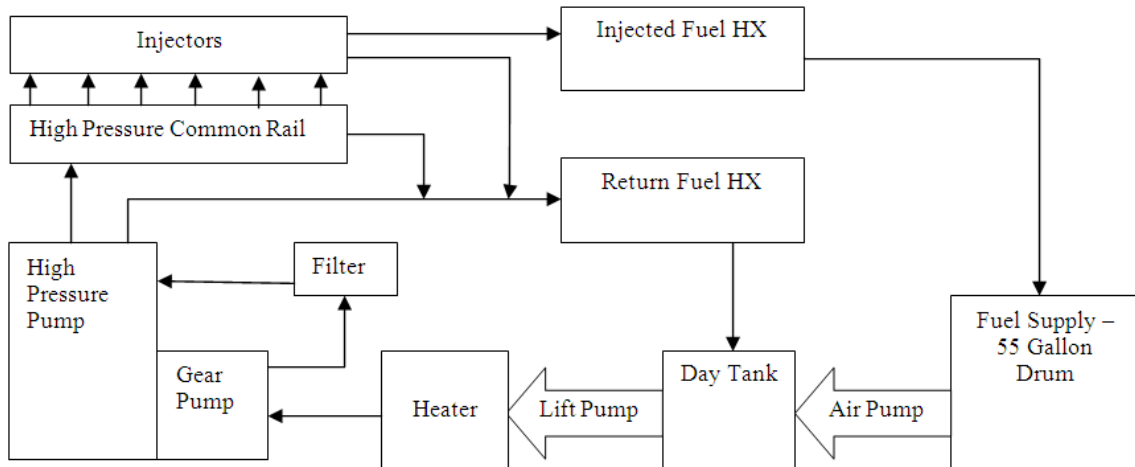 Injectors
Injected Fuel HX
High Pressure Common Rail
Return Fuel HX
High
Pressure
Pump
Filter
Fuel Supply –
55 Gallon
Drum
Gear
Pump
Heater
Lift Pump
Day Tank
Air Pump